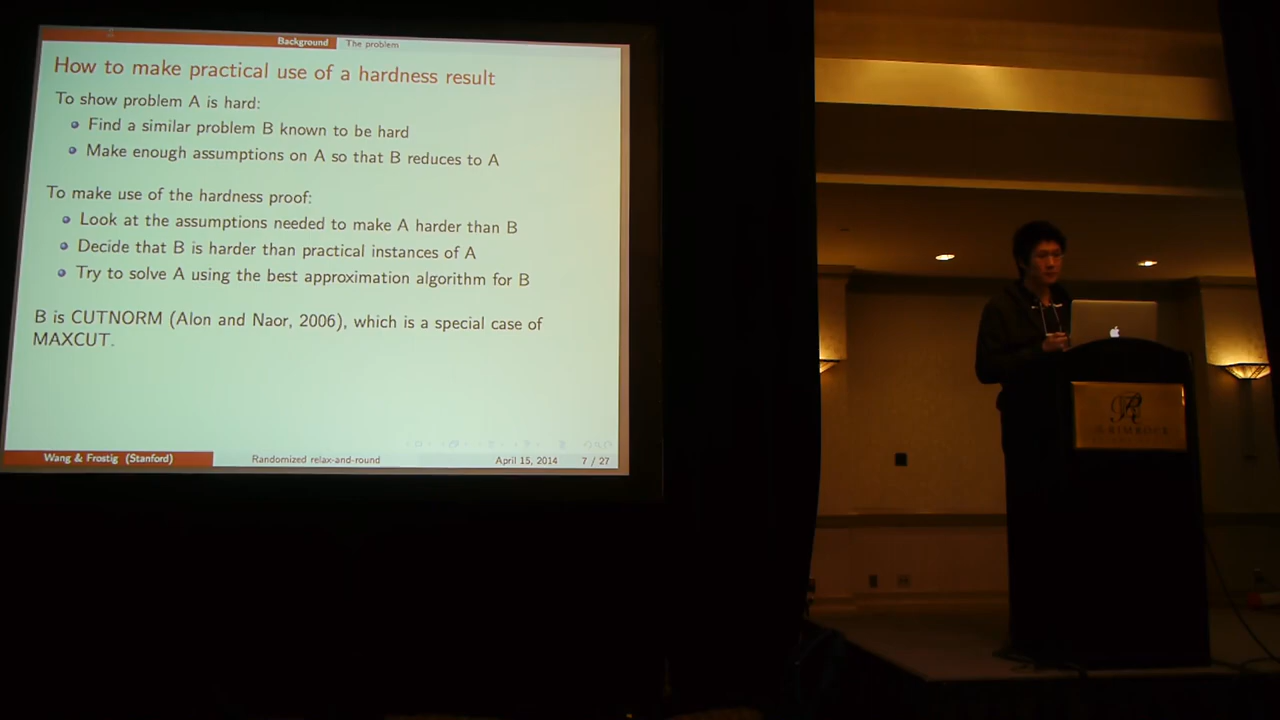 Background The problem
How to make practical use of a hardness result
To show problem A is hard:
Find a similar problem B known to be hard
Make enough assumptions on A so that B reduces to A
To make use of the hardness proof:
Look at the assumptions needed to make A harder than B
Decide that B is harder than practical instances of A
Try to solve A using the best approximation algorithm for B
B is CUTNORM (Alon and Naor, 2006), which is a special case of
MAXCUT.
Wang & Frostig (Stanford) Randomized relax-and-round April 15, 2014 7 / 27